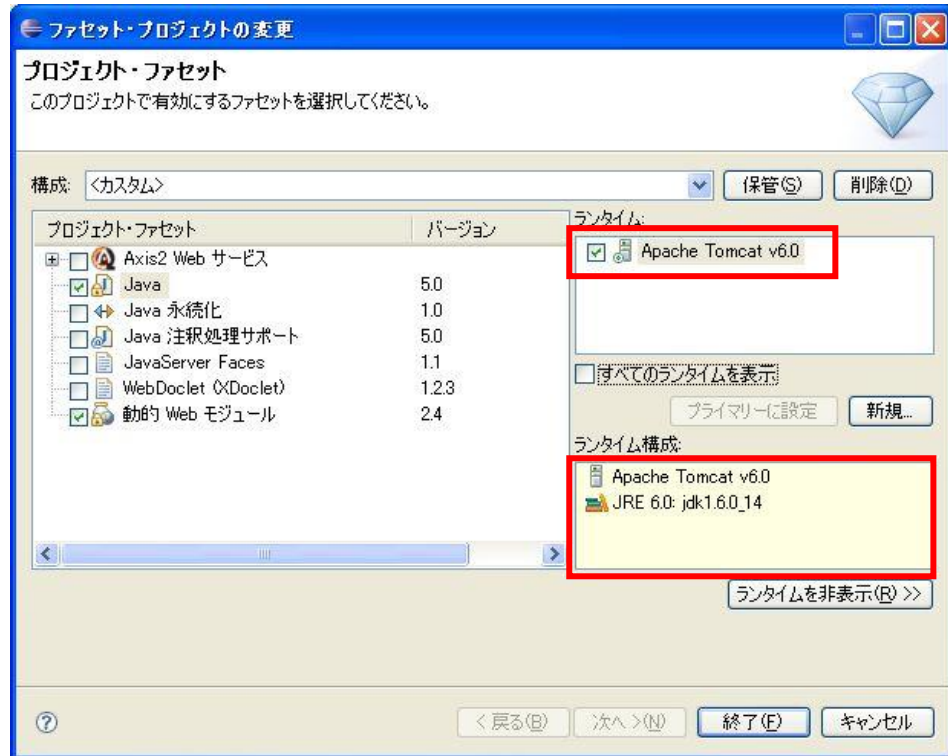 ファセット・プロジェクトの変更
プロジェクト・ファセット
このプロジェクトで有効にするファセットを選択してください。
構成: <カスタム> 保管(S) 削除(D)
プロジェクト・ファセット バージョン
Axis2 Web サービス
Java 5.0
Java 永続化 1.0
Java 注釈処理サポート 5.0
JavaServer Faces 1.1
WebDoclet (XDoclet) 1.2.3
動的 Web モジュール 2.4
ランタイム:
Apache Tomcat v6.0
すべてのランタイムを表示
プライマリーに設定 新規...
ランタイム構成:
Apache Tomcat v6.0
JRE 6.0: jdk1.6.0_14
ランタイムを非表示(R) >>
< 戻る(B) 次へ >(N) 終了(F) キャンセル